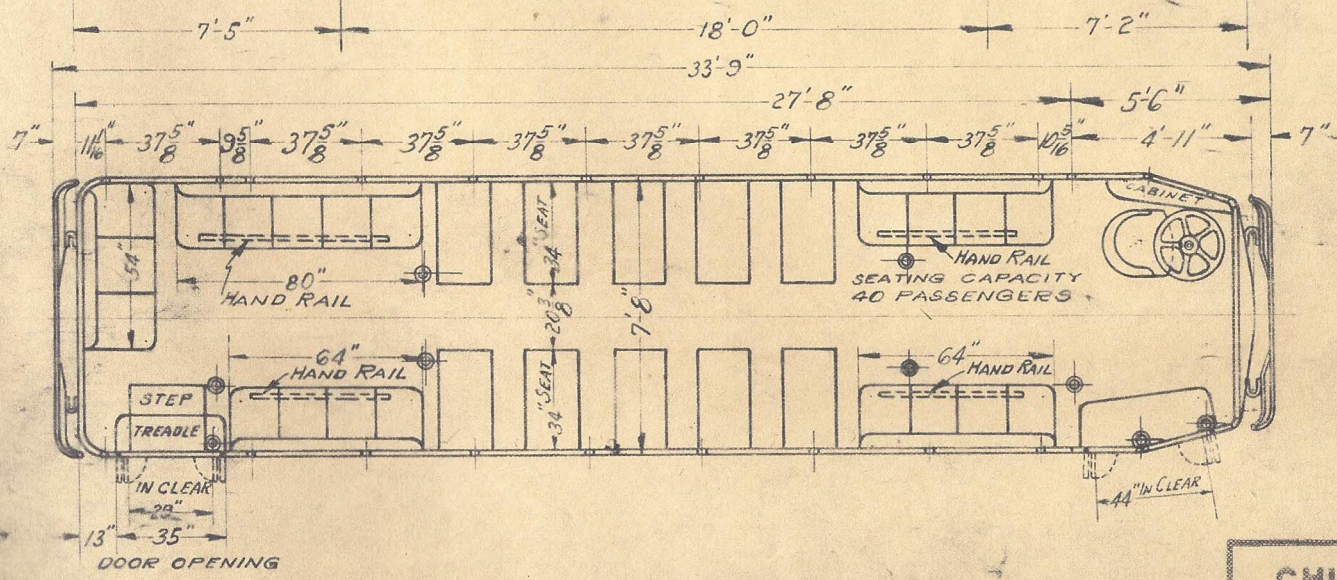 7'-5" 18'-0" 7'-2"
33'-9"
27'-8" 5'-6"
7" 11 1/16 37 5/8 9 5/8 37 5/8 37 5/8 37 5/8 37 5/8 37 5/8 37 5/8 37 5/8 10 5/16 4'-11" 7"
CABINET
54"
34" SEAT
HAND RAIL
80"
HAND RAIL
SEATING CAPACITY
40 PASSENGERS
20 3/8"
7'-8"
64"
HAND RAIL
64"
HAND RAIL
STEP
34" SEAT
TREADLE
IN CLEAR
44" IN CLEAR
13" 35"
DOOR OPENING